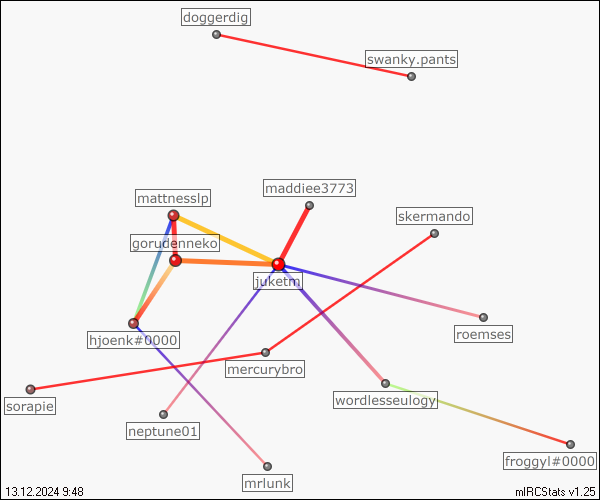 doggerdig
swanky.pants
maddiee3773
mattnesslp
skermando
gorudenneko
juketm
roemses
hjoenk#0000
mercurybro
wordlesseulogy
sorapie
neptune01
froggyl#0000
mrlunk
13.12.2024 9:48
mIRCStats v1.25